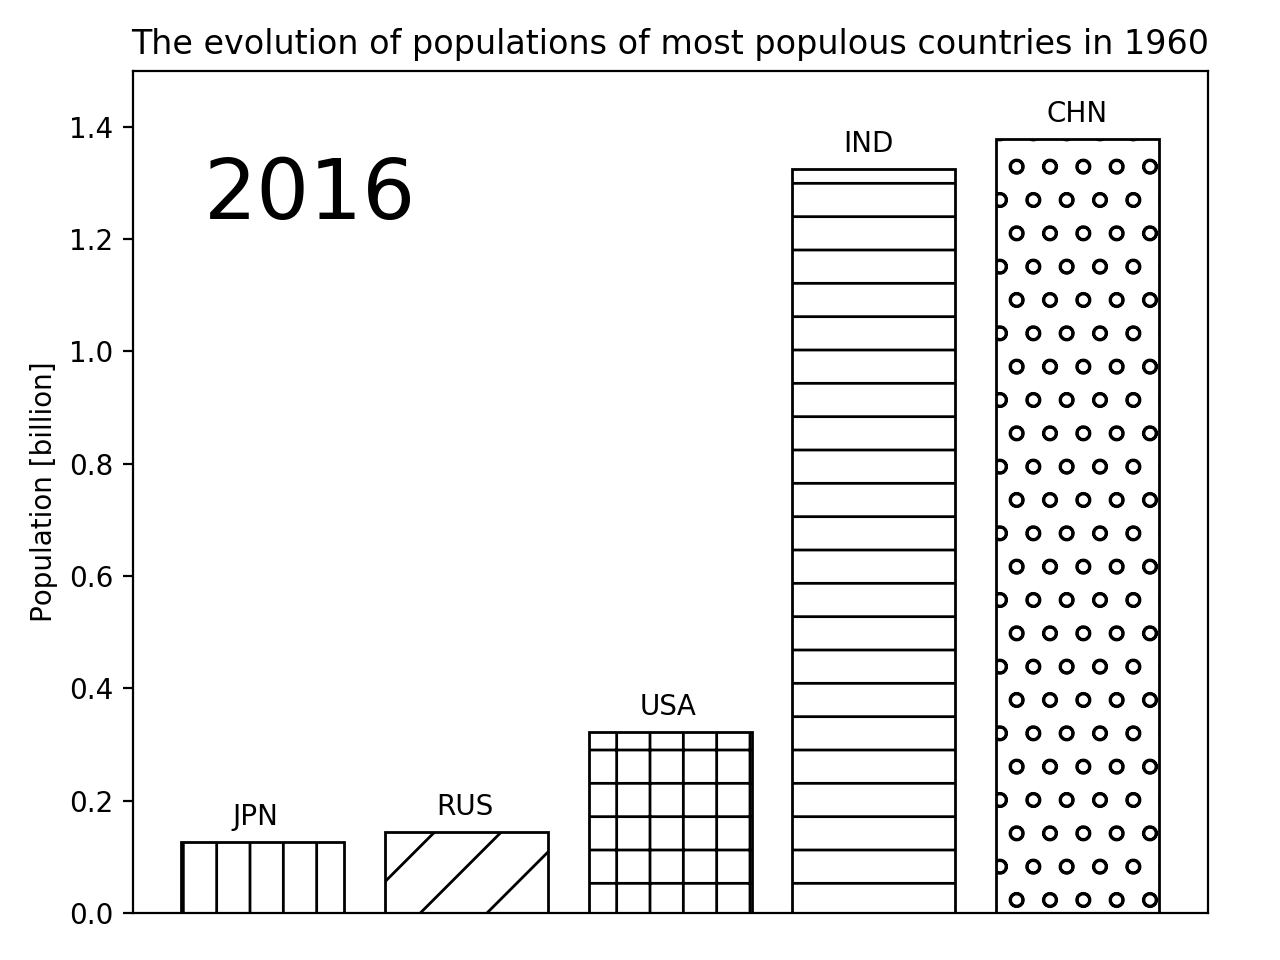 The evolution of populations of most populous countries in 1960
2016
Population [billion]
1.4
1.2
1.0
0.8
0.6
0.4
0.2
0.0
JPN
RUS
USA
IND
CHN